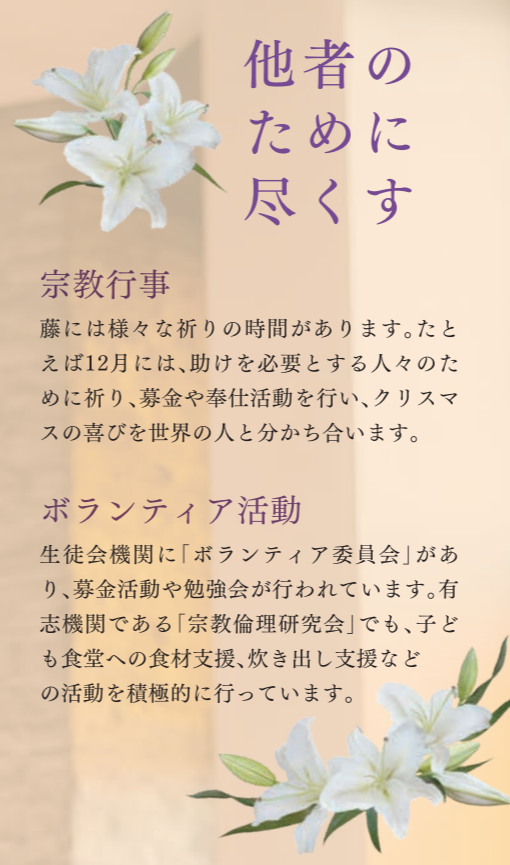 他者の
ために
尽くす
宗教行事
藤には様々な祈りの時間があります。たと
えば12月には、助けを必要とする人々のた
めに祈り、募金や奉仕活動を行い、クリスマ
スの喜びを世界の人と分かち合います。
ボランティア活動
生徒会機関に「ボランティア委員会」があ
り、募金活動や勉強会が行われています。有
志機関である「宗教倫理研究会」でも、子ど
も食堂への食材支援、炊き出し支援など
の活動を積極的に行っています。